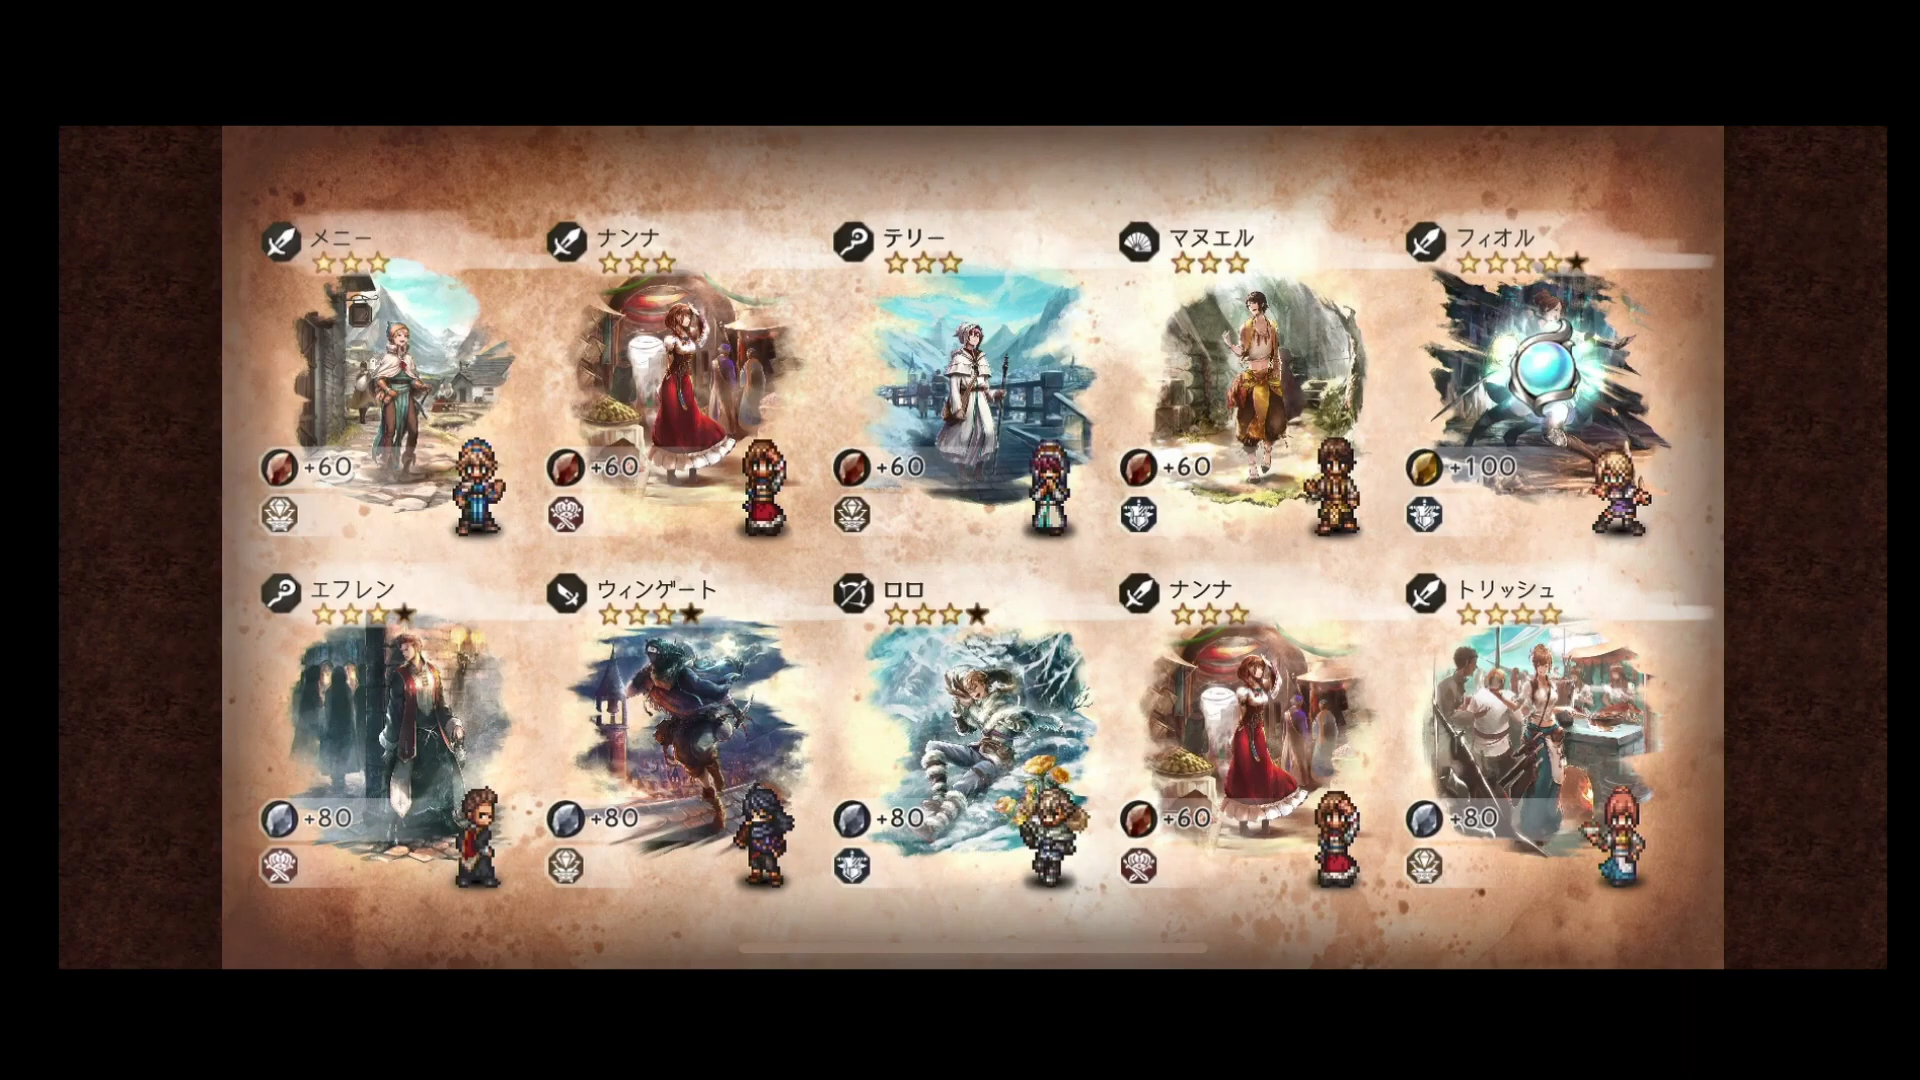 メニー
ナンナ
テリー
マヌエル
フィオル
+60
+60
+60
+60
+100
エフレン
ウィンゲート
ロロ
ナンナ
トリッシュ
+80
+80
+80
+60
+80